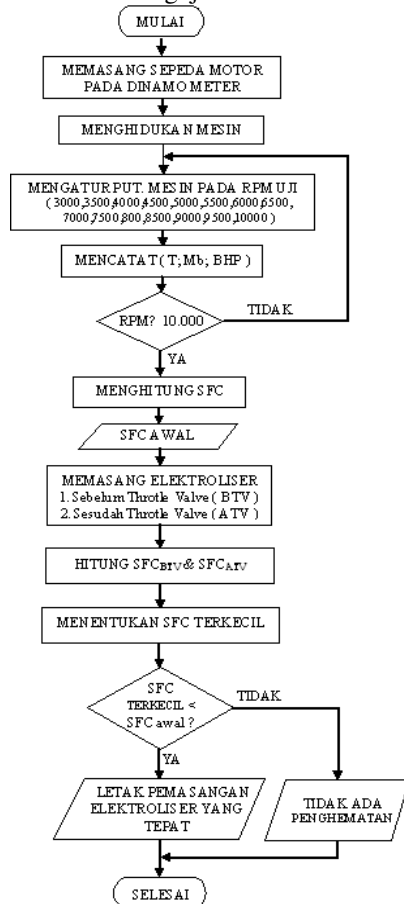 MULAI
MEMASANG SEPEDA MOTOR
PADA DINAMO METER
MENGHIDUKAN MESIN
MENGATUR PUT. MESIN PADA RPM UJI
( 3000,3500,4000,4500,5000,5500,6000,6500,
7000,7500,800,8500,9000,9500,10000 )
MENCATAT ( T; Mb; BHP )
RPM? 10.000
TIDAK
YA
MENGHITUNG SFC
SFC AWAL
MEMASANG ELEKTROLISER
1. Sebelum Throtle Valve ( BTV )
2. Sesudah Throtle Valve ( ATV )
HITUNG SFCBTV & SFCATV
MENENTUKAN SFC TERKECIL
SFC
TERKECIL <
SFC awal ?
TIDAK
YA
LETAK PEMASANGAN
ELEKTROLISER YANG
TEPAT
TIDAK ADA
PENGHEMATAN
SELESAI